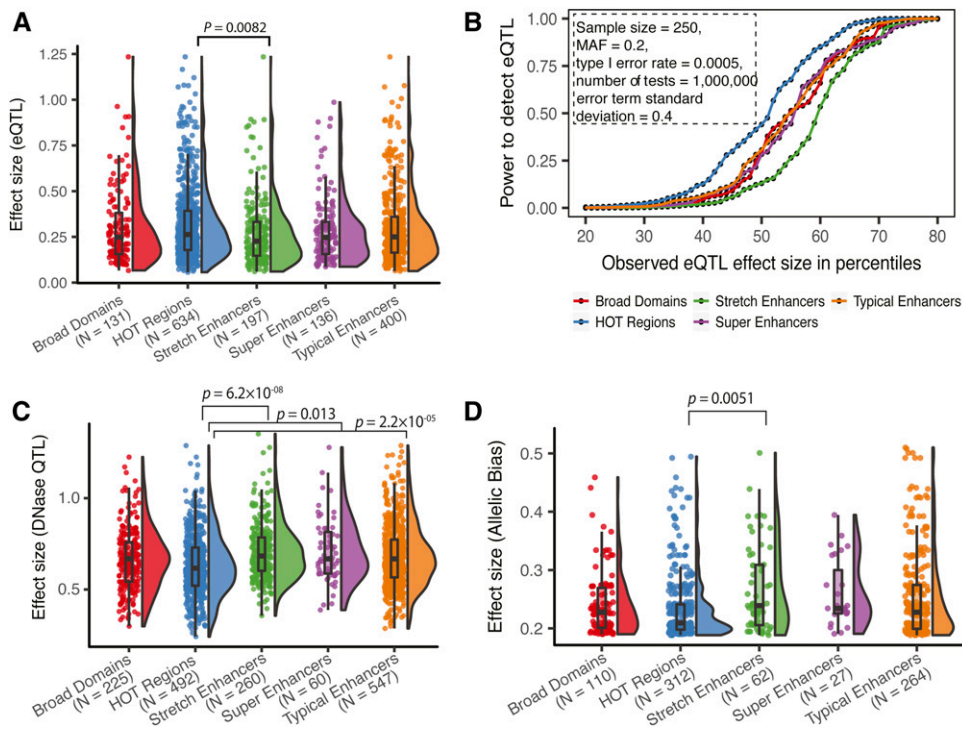 A
P = 0.0082
Effect size (eQTL)
1.25
1.00
0.75
0.50
0.25
0.00
Broad Domains
(N = 131)
HOT Regions
(N = 634)
Stretch Enhancers
(N = 197)
Super Enhancers
(N = 136)
Typical Enhancers
(N = 400)
B
Power to detect eQTL
1.00
0.75
0.50
0.25
0.00
Sample size = 250,
MAF = 0.2,
type I error rate = 0.0005,
number of tests = 1,000,000
error term standard
deviation = 0.4
20 30 40 50 60 70 80
Observed eQTL effect size in percentiles
Broad Domains Stretch Enhancers Typical Enhancers
HOT Regions Super Enhancers
C
p = 6.2×10⁻⁰⁸
p = 0.013
p = 2.2×10⁻⁰⁵
Effect size (DNase QTL)
1.0
0.5
Broad Domains
(N = 225)
HOT Regions
(N = 492)
Stretch Enhancers
(N = 260)
Super Enhancers
(N = 60)
Typical Enhancers
(N = 547)
D
p = 0.0051
Effect size (Allelic Bias)
0.5
0.4
0.3
0.2
Broad Domains
(N = 110)
HOT Regions
(N = 312)
Stretch Enhancers
(N = 62)
Super Enhancers
(N = 27)
Typical Enhancers
(N = 264)